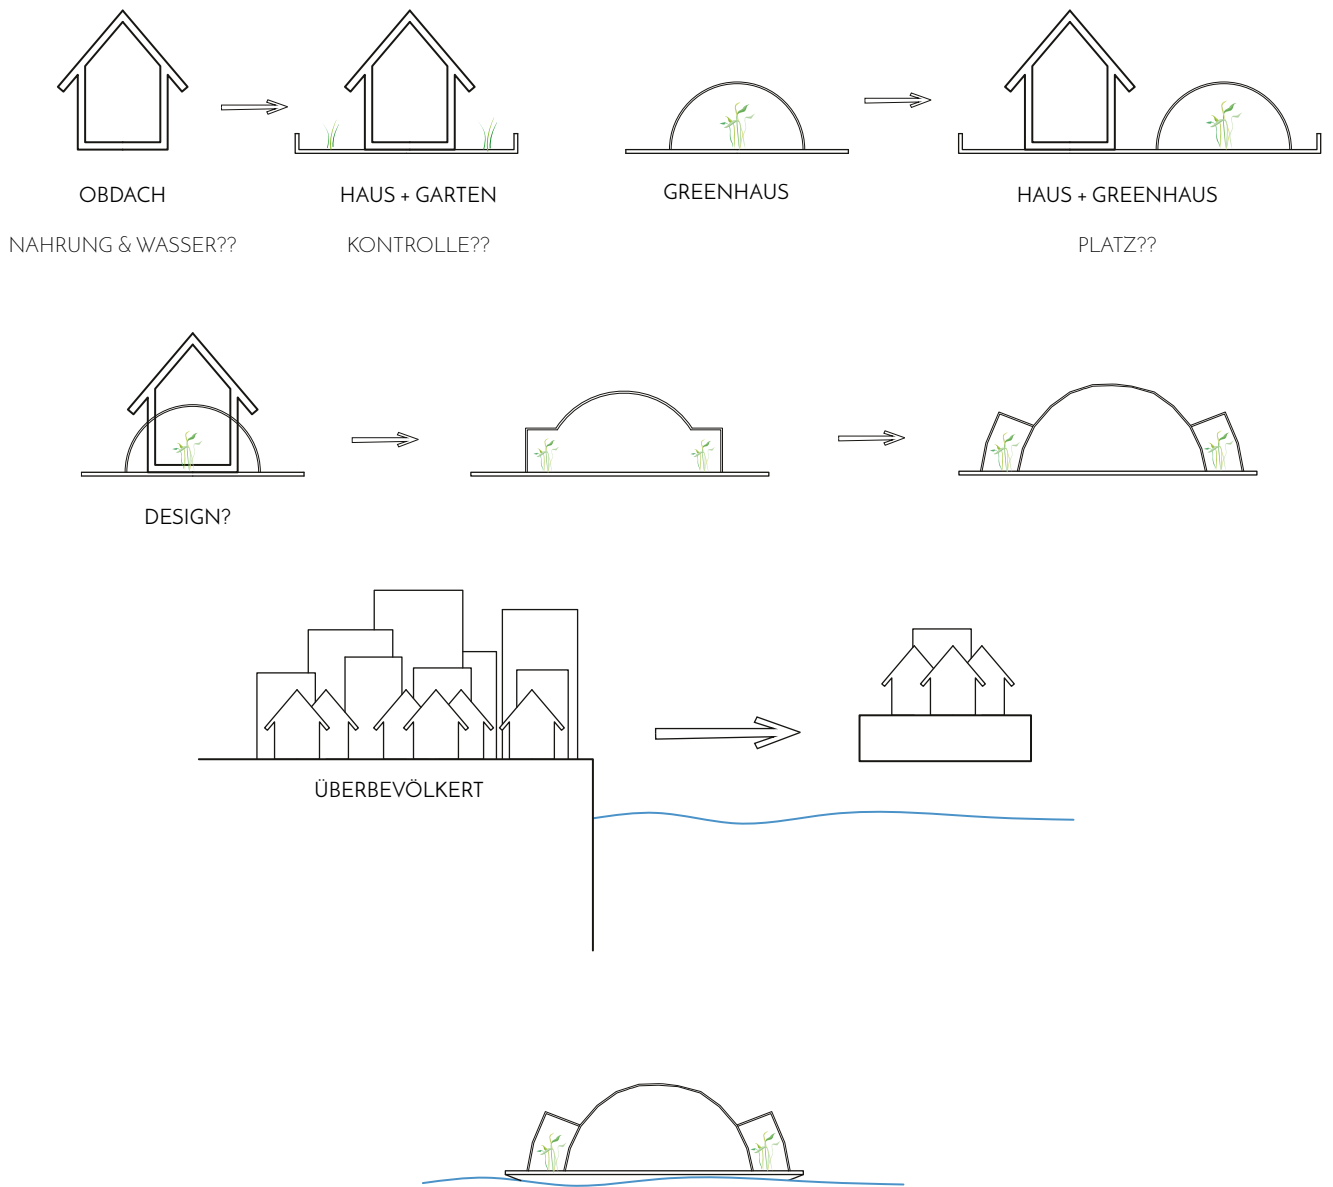 OBDACH
HAUS + GARTEN
GREENHAUS
HAUS + GREENHAUS
NAHRUNG & WASSER??
KONTROLLE??
PLATZ??
DESIGN?
ÜBERBEVÖLKERT